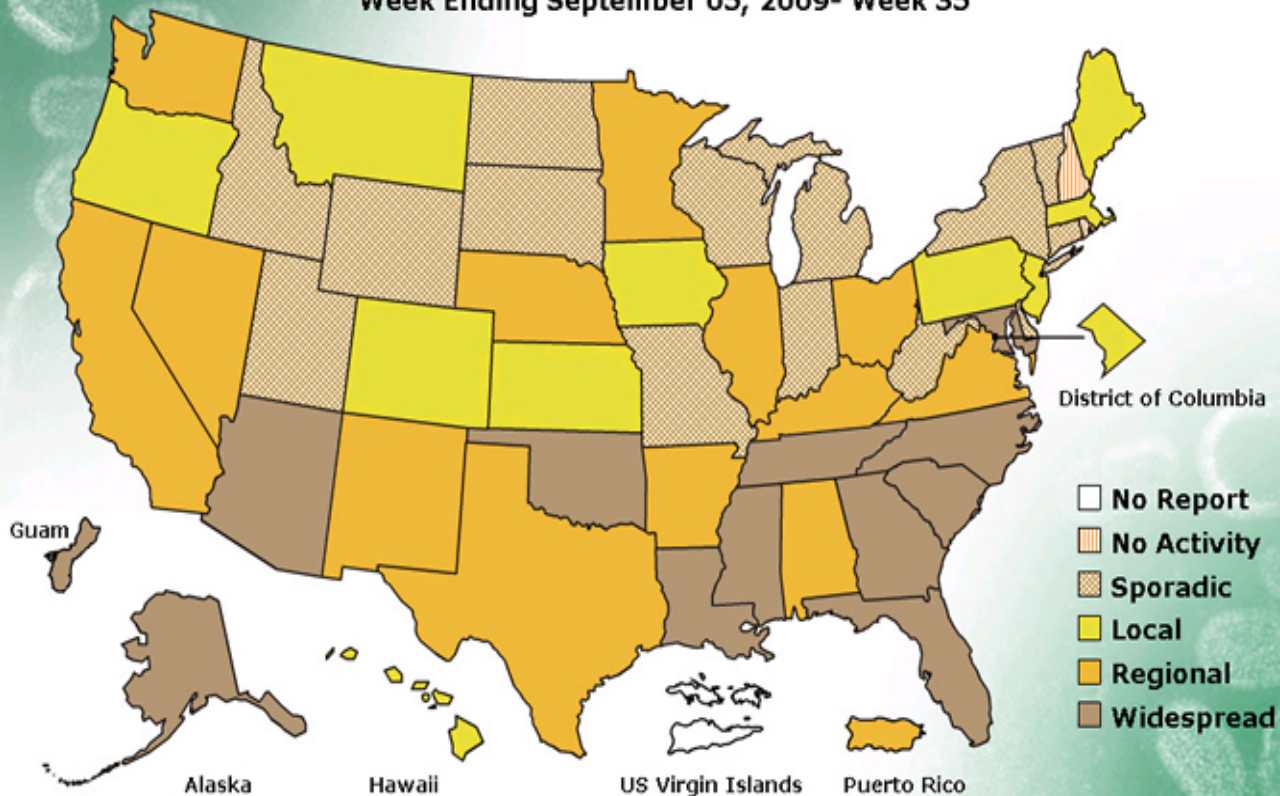 Week Ending September 05, 2009- Week 35
District of Columbia
No Report
No Activity
Sporadic
Local
Regional
Widespread
Guam
Alaska
Hawaii
US Virgin Islands
Puerto Rico